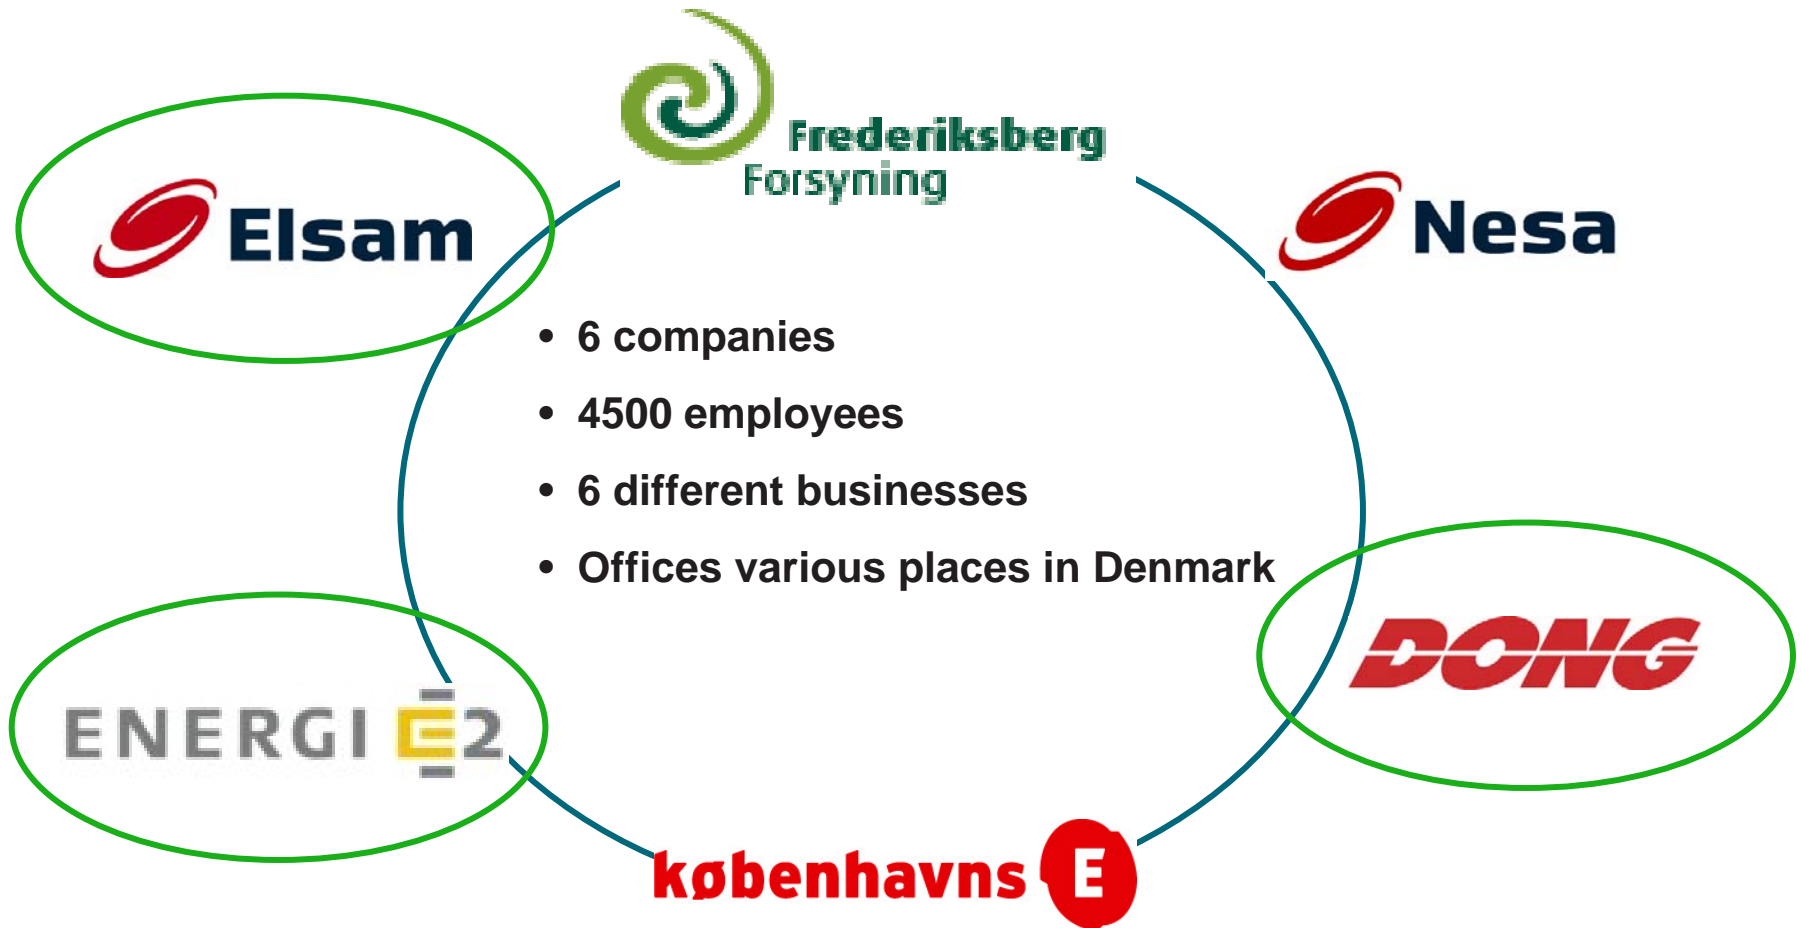 Frederiksberg
Forsyning
Elsam
Nesa
• 6 companies
• 4500 employees
• 6 different businesses
• Offices various places in Denmark
DONG
ENERGI E2
københavns E